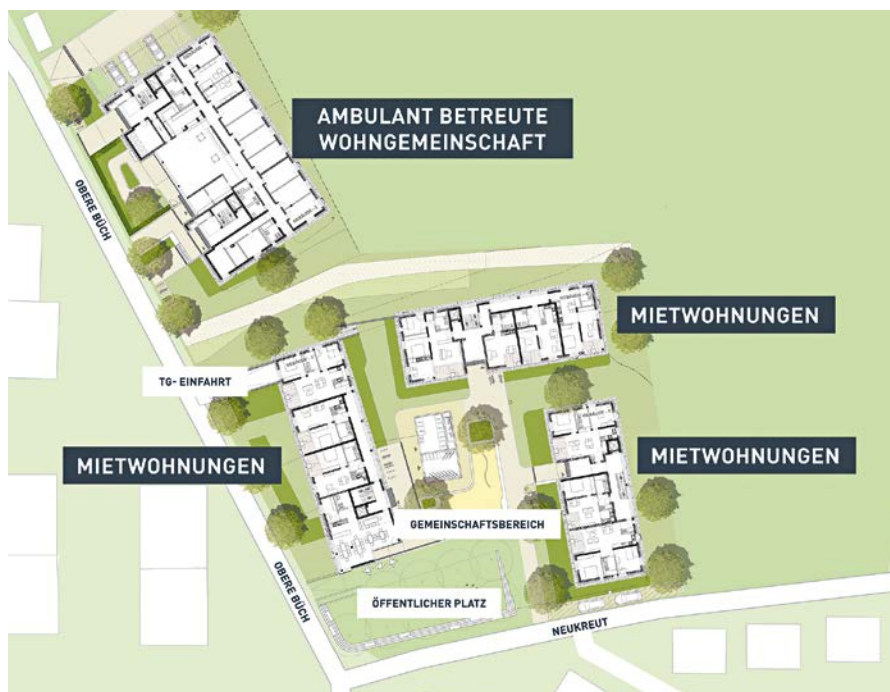 AMBULANT BETREUTE
WOHNGEMEINSCHAFT
OBERE BÜCH
MIETWOHNUNGEN
TG- EINFAHRT
MIETWOHNUNGEN
MIETWOHNUNGEN
GEMEINSCHAFTSBEREICH
OBERE BÜCH
ÖFFENTLICHER PLATZ
NEUKREUT